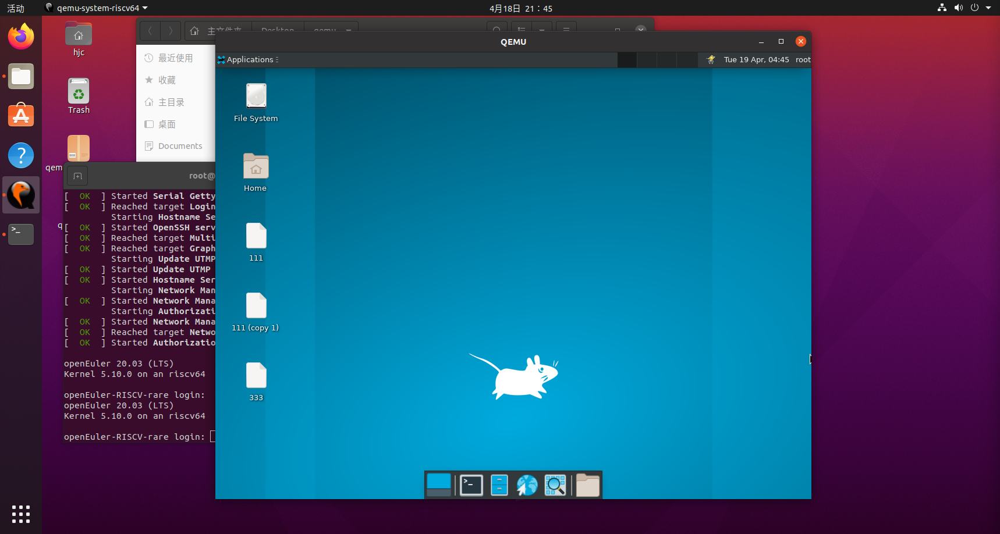 活动
qemu-system-riscv64
4月18日 21：45
hjc
Trash
qem
q
主文件夹
Desktop
qemu
最近使用
收藏
主目录
桌面
Documents
root@
[  OK  ] Started Serial Getty
[  OK  ] Reached target Login
Starting Hostname Se
[  OK  ] Started OpenSSH serv
[  OK  ] Reached target Multi
[  OK  ] Reached target Graph
Starting Update UTMP
[  OK  ] Started Update UTMP
[  OK  ] Started Hostname Ser
Starting Network Man
[  OK  ] Started Network Mana
Starting Authorizati
[  OK  ] Started Network Mana
[  OK  ] Reached target Netwo
[  OK  ] Started Authorizatio
openEuler 20.03 (LTS)
Kernel 5.10.0 on an riscv64
openEuler-RISCV-rare login:
openEuler 20.03 (LTS)
Kernel 5.10.0 on an riscv64
openEuler-RISCV-rare login:
QEMU
Applications
Tue 19 Apr, 04:45
root
File System
Home
111
111 (copy 1)
333